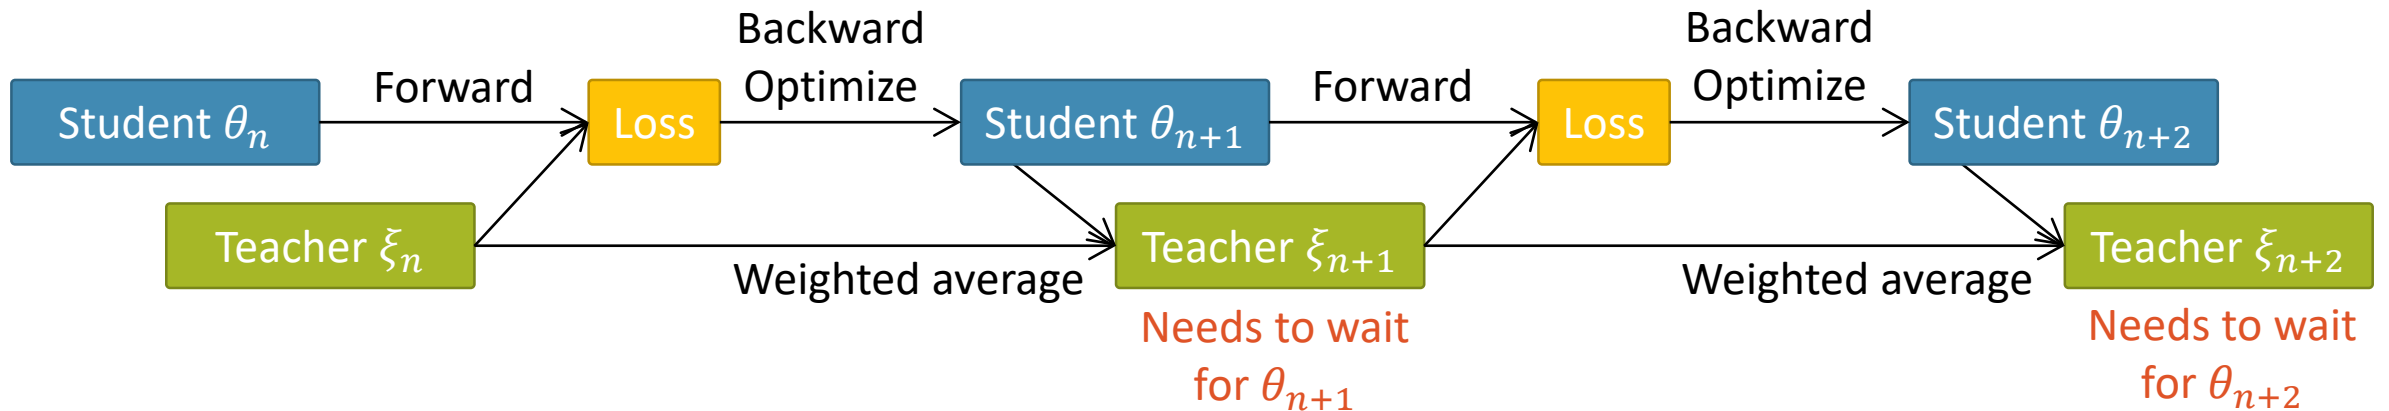 Backward
Optimize
Backward
Optimize
Student θₙ
Forward
Loss
Student θₙ₊₁
Forward
Loss
Student θₙ₊₂
Teacher ξₙ
Weighted average
Teacher ξₙ₊₁
Weighted average
Teacher ξₙ₊₂
Needs to wait
for θₙ₊₁
Needs to wait
for θₙ₊₂